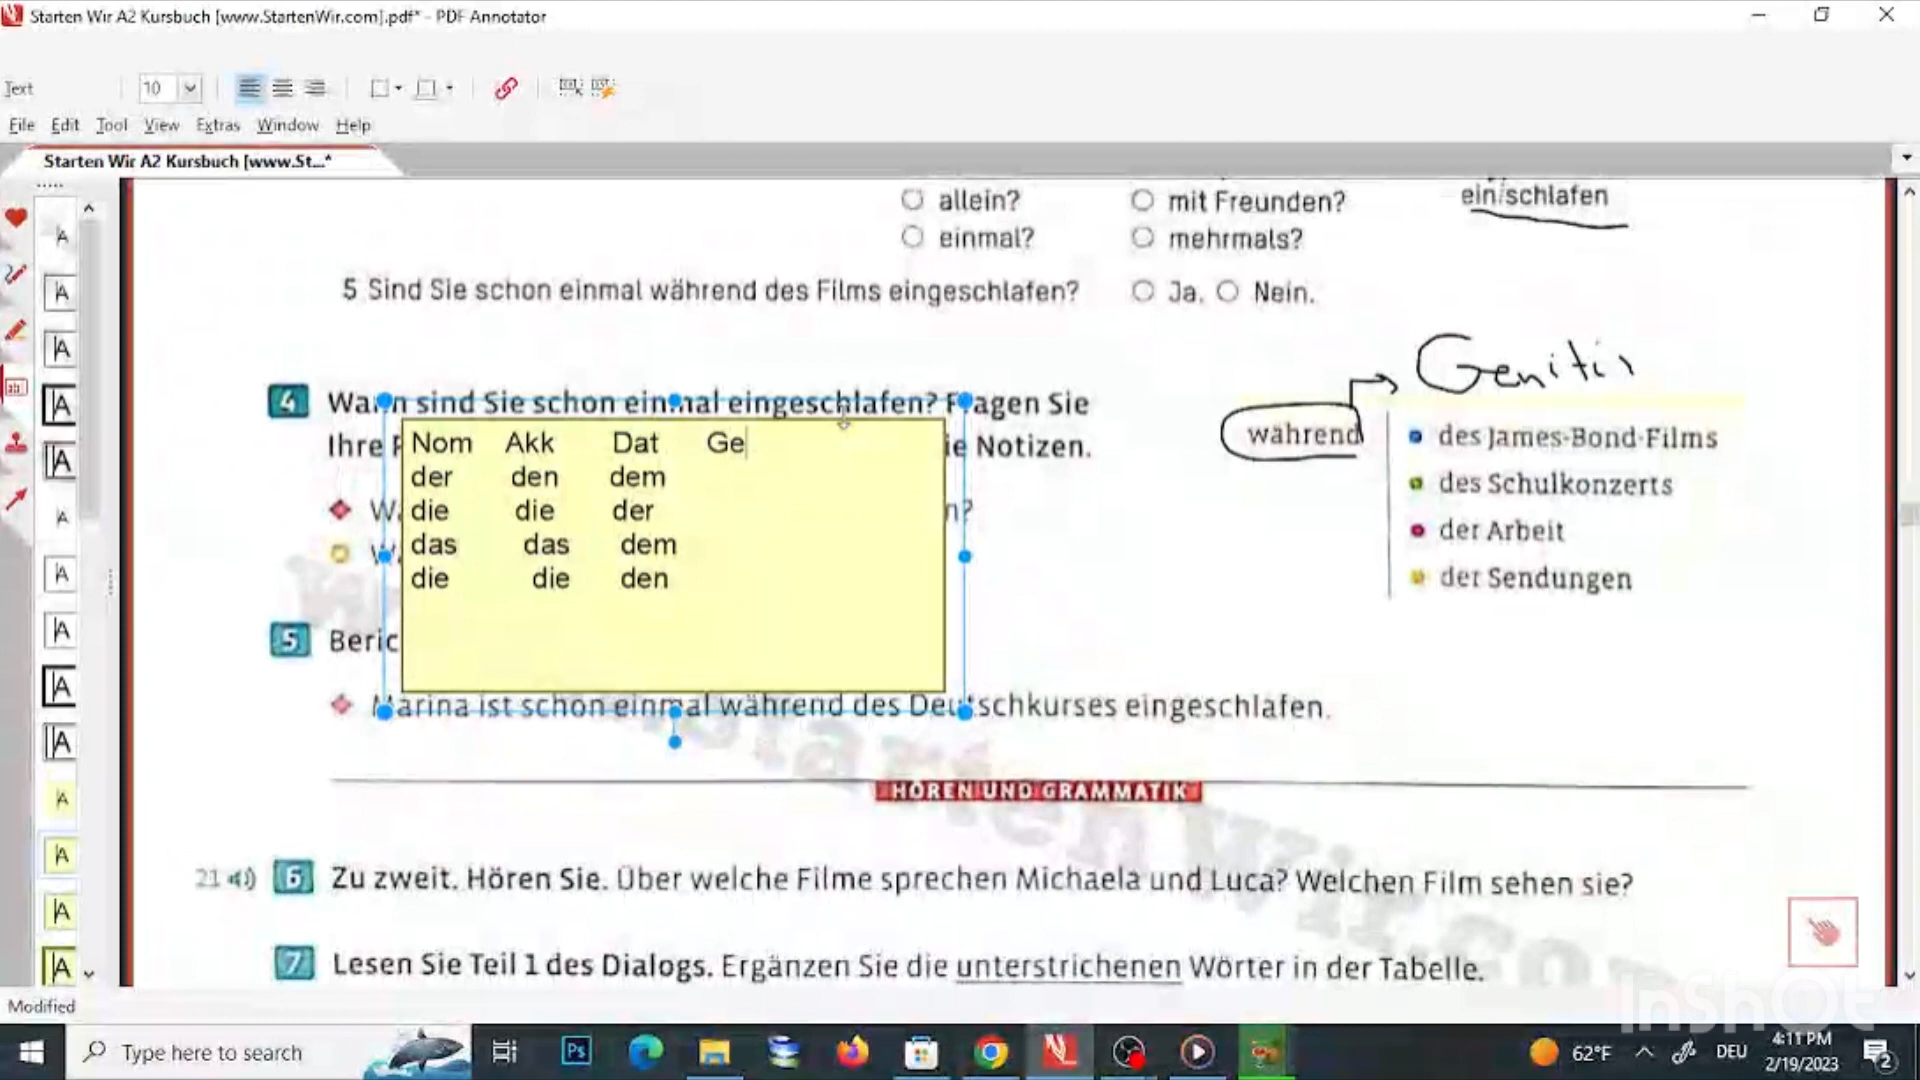 Starten Wir A2 Kursbuch [www.StartenWir.com].pdf* - PDF Annotator
Text
10
File Edit Tool View Extras Window Help
Starten Wir A2 Kursbuch [www.St...*
allein? mit Freunden? ein/schlafen
einmal? mehrmals?
5 Sind Sie schon einmal während des Films eingeschlafen? Ja. Nein.
Genitiv
4 Wann sind Sie schon einmal eingeschlafen? Fragen Sie
Ihre
ie Notizen.
Nom Akk Dat Ge
der den dem
die die der
das das dem
die die den
während
des James-Bond-Films
des Schulkonzerts
der Arbeit
der Sendungen
5 Beric
Marina ist schon einmal während des Deutschkurses eingeschlafen.
HÖREN UND GRAMMATIK
21 6 Zu zweit. Hören Sie. Über welche Filme sprechen Michaela und Luca? Welchen Film sehen sie?
7 Lesen Sie Teil 1 des Dialogs. Ergänzen Sie die unterstrichenen Wörter in der Tabelle.
InShOt
Modified
Type here to search
Ps
62°F
DEU
4:11 PM
2/19/2023
2